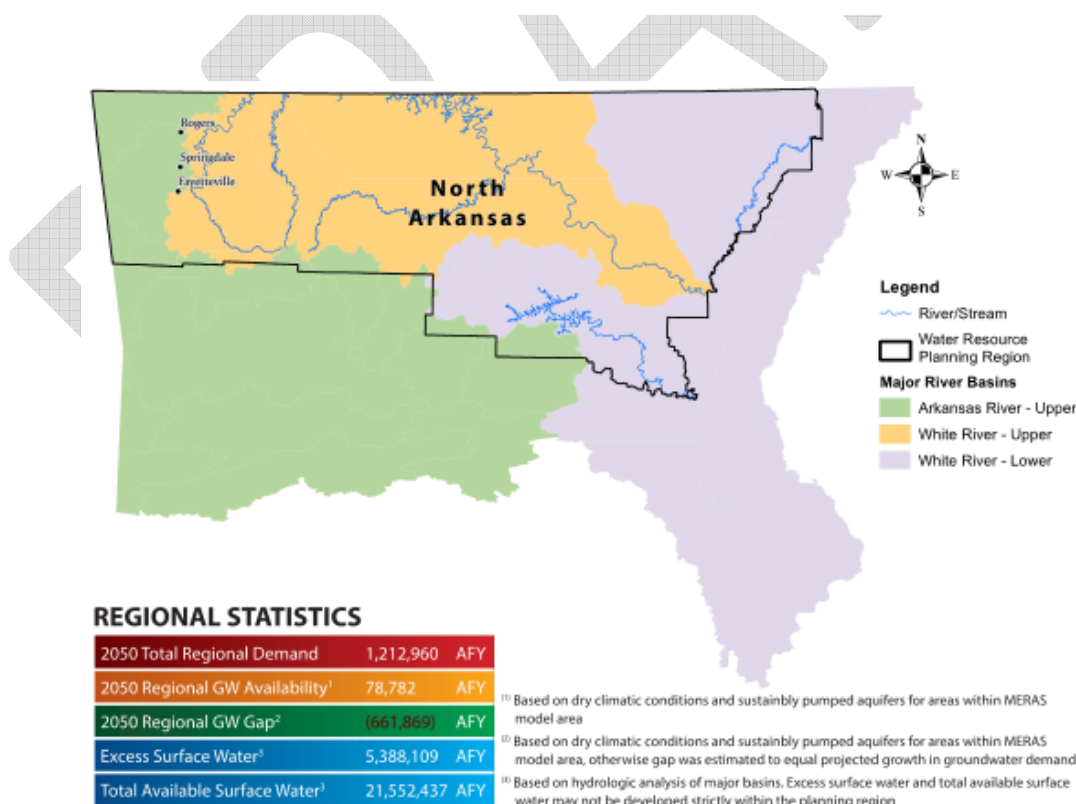 Rogers
Springdale
Fayetteville
North
Arkansas
N
W E
S
Legend
River/Stream
Water Resource
Planning Region
Major River Basins
Arkansas River - Upper
White River - Upper
White River - Lower
REGIONAL STATISTICS
2050 Total Regional Demand 1,212,960 AFY
2050 Regional GW Availability¹ 78,782 AFY
2050 Regional GW Gap² (661,869) AFY
Excess Surface Water³ 5,388,109 AFY
Total Available Surface Water³ 21,552,437 AFY
(1) Based on dry climatic conditions and sustainbly pumped aquifers for areas within MERAS
model area
(2) Based on dry climatic conditions and sustainbly pumped aquifers for areas within MERAS
model area, otherwise gap was estimated to equal projected growth in groundwater demand
Based on hydrologic analysis of major basins. Excess surface water and total available surface
water may not be developed strictly within the planning region